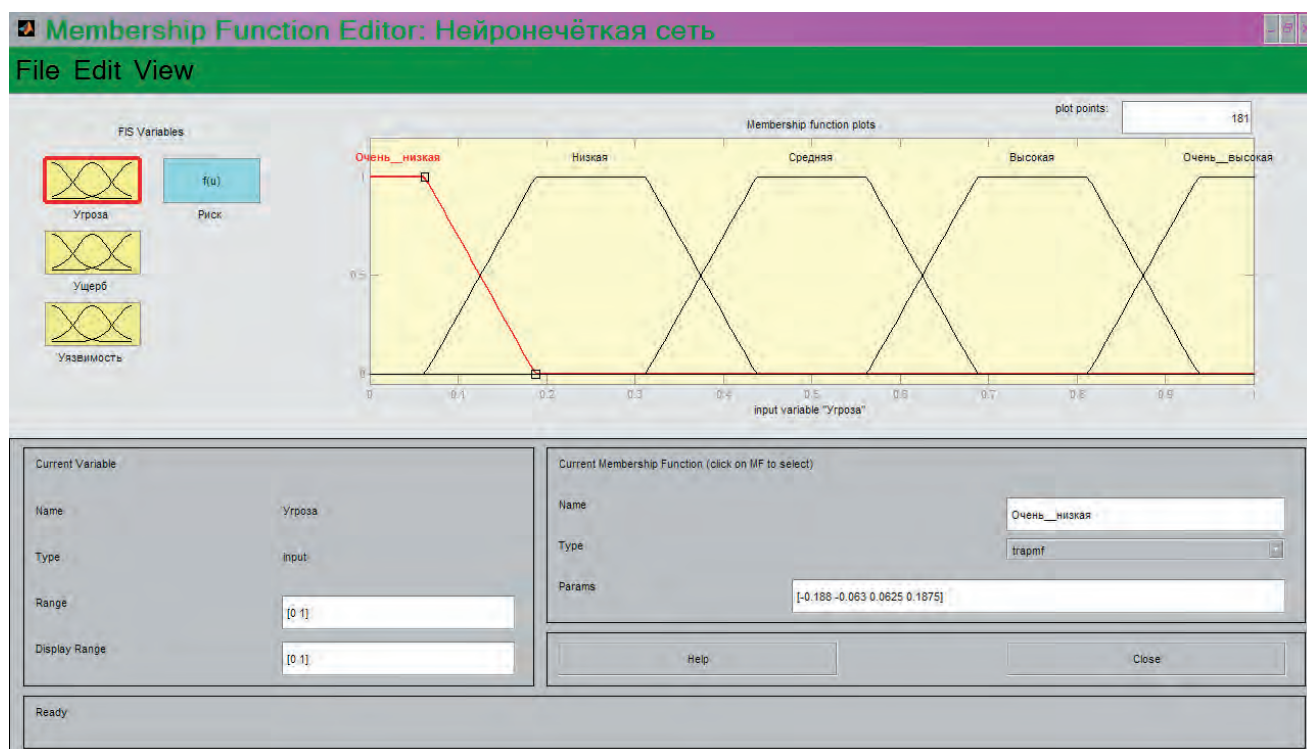 Membership Function Editor: Нейронечёткая сеть
File Edit View
FIS Variables
Угроза
f(u)
Риск
Ущерб
Уязвимость
plot points:
181
Membership function plots
Очень__низкая
Низкая
Средняя
Высокая
Очень__высокая
1
0.5
0
0 0.1 0.2 0.3 0.4 0.5 0.6 0.7 0.8 0.9 1
input variable "Угроза"
Current Variable
Name Угроза
Type input
Range [0 1]
Display Range [0 1]
Current Membership Function (click on MF to select)
Name Очень__низкая
Type trapmf
Params [-0.188 -0.063 0.0625 0.1875]
Help Close
Ready